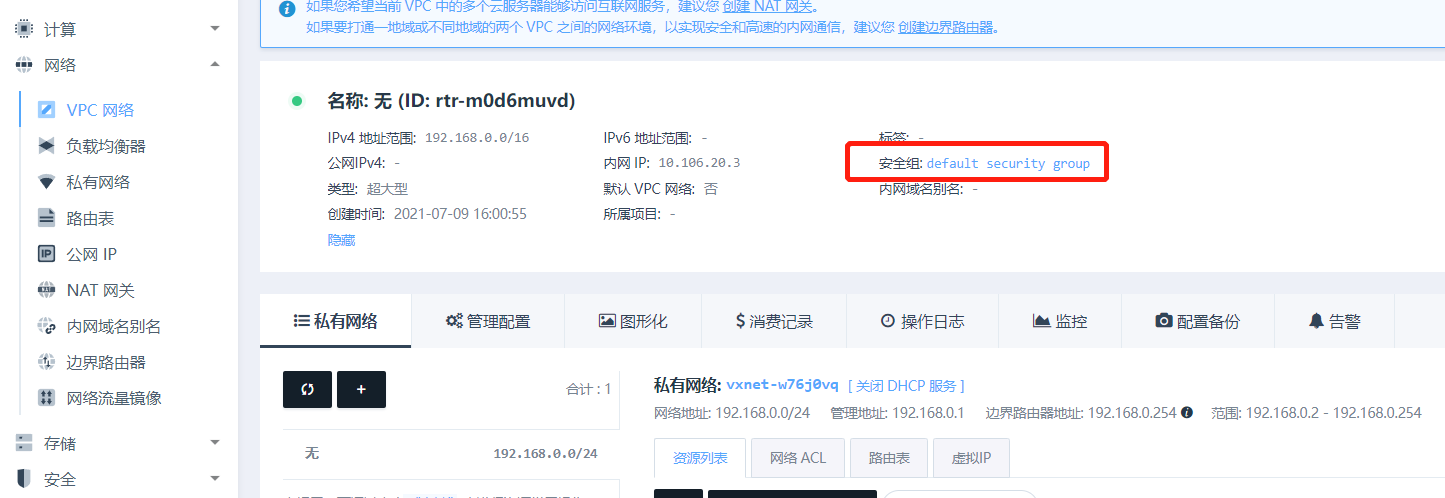 如果您希望当前 VPC 中的多个云服务器能够访问互联网服务，建议您 创建 NAT 网关。
如果要打通一地域或不同地域的两个 VPC 之间的网络环境，以实现安全和高速的内网通信，建议您 创建边界路由器。
计算
网络
VPC 网络
负载均衡器
私有网络
路由表
公网 IP
NAT 网关
内网域名别名
边界路由器
网络流量镜像
存储
安全
名称: 无 (ID: rtr-m0d6muvd)
IPv4 地址范围: 192.168.0.0/16 IPv6 地址范围: - 标签: -
公网IPv4: - 内网 IP: 10.106.20.3 安全组: default security group
类型: 超大型 默认 VPC 网络: 否 内网域名别名: -
创建时间: 2021-07-09 16:00:55 所属项目: -
隐藏
私有网络 管理配置 图形化 消费记录 操作日志 监控 配置备份 告警
合计 : 1
无 192.168.0.0/24
私有网络: vxnet-w76j0vq [ 关闭 DHCP 服务 ]
网络地址: 192.168.0.0/24 管理地址: 192.168.0.1 边界路由器地址: 192.168.0.254 范围: 192.168.0.2 - 192.168.0.254
资源列表 网络 ACL 路由表 虚拟IP